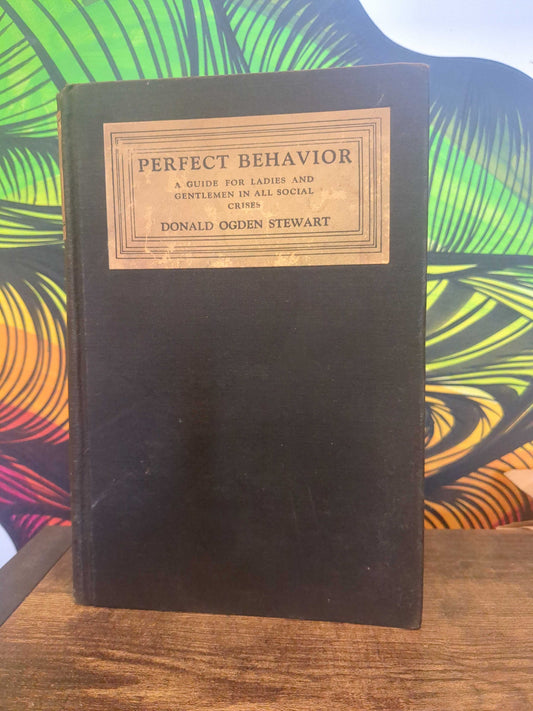 PERFECT BEHAVIOR
A GUIDE FOR LADIES AND
GENTLEMEN IN ALL SOCIAL
CRISES
DONALD OGDEN STEWART